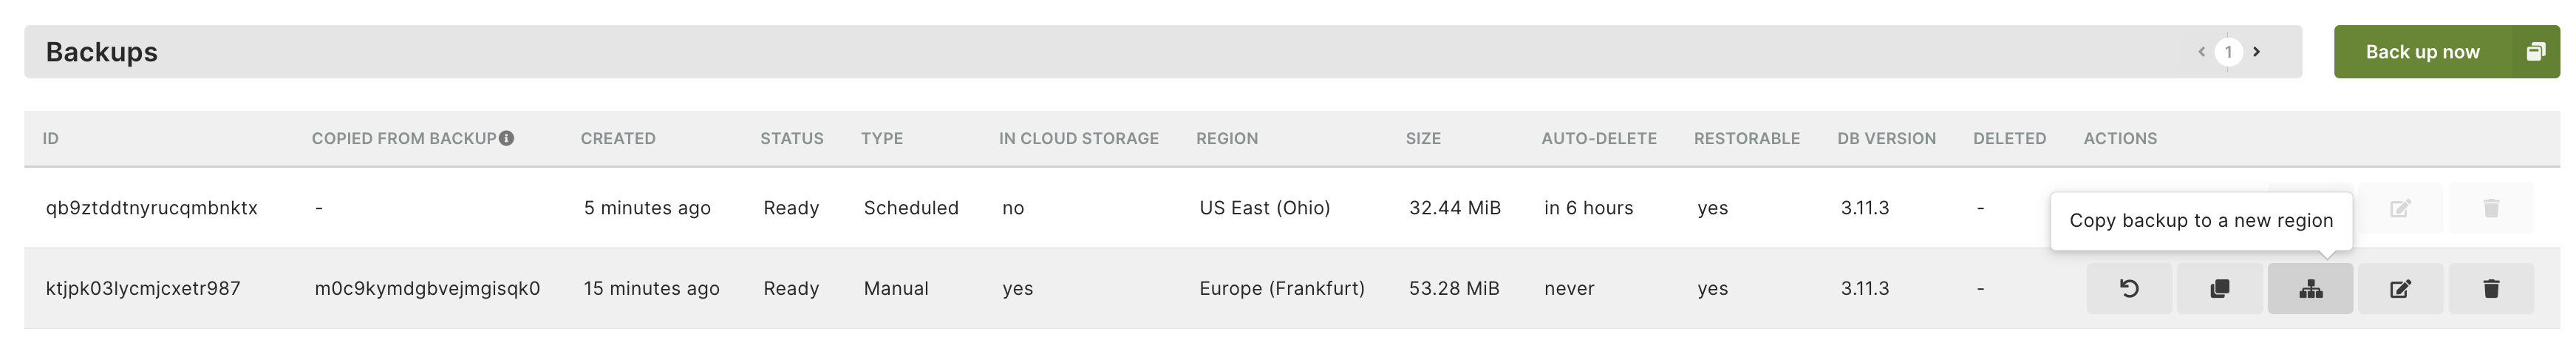 Backups
1
Back up now
ID COPIED FROM BACKUP CREATED STATUS TYPE IN CLOUD STORAGE REGION SIZE AUTO-DELETE RESTORABLE DB VERSION DELETED ACTIONS
qb9ztddtnyrucqmbnktx - 5 minutes ago Ready Scheduled no US East (Ohio) 32.44 MiB in 6 hours yes 3.11.3 -
Copy backup to a new region
ktjpk03lycmjcxetr987 m0c9kymdgbvejmgisqk0 15 minutes ago Ready Manual yes Europe (Frankfurt) 53.28 MiB never yes 3.11.3 -